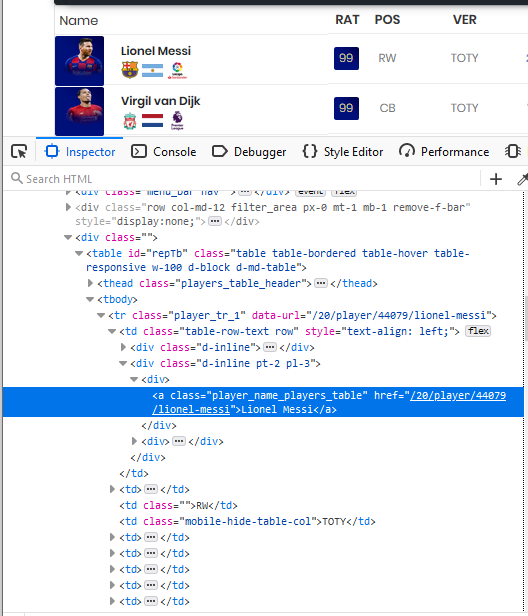 Name RAT POS VER
Lionel Messi
99 RW TOTY
Virgil van Dijk
99 CB TOTY
Inspector Console Debugger Style Editor Performance
Search HTML
<div class="menu_bar nav"> ··· </div> event flex
<div class="row col-md-12 filter_area px-0 mt-1 mb-1 remove-f-bar"
style="display:none;"> ··· </div>
<div class="">
<table id="repTb" class="table table-bordered table-hover table-
responsive w-100 d-block d-md-table">
<thead class="players_table_header"> ··· </thead>
<tbody>
<tr class="player_tr_1" data-url="/20/player/44079/lionel-messi">
<td class="table-row-text row" style="text-align: left;"> flex
<div class="d-inline"> ··· </div>
<div class="d-inline pt-2 pl-3">
<div>
<a class="player_name_players_table" href="/20/player/44079
/lionel-messi">Lionel Messi</a>
</div>
<div> ··· </div>
</div>
</td>
<td> ··· </td>
<td class="">RW</td>
<td class="mobile-hide-table-col">TOTY</td>
<td> ··· </td>
<td> ··· </td>
<td> ··· </td>
<td> ··· </td>
<td> ··· </td>